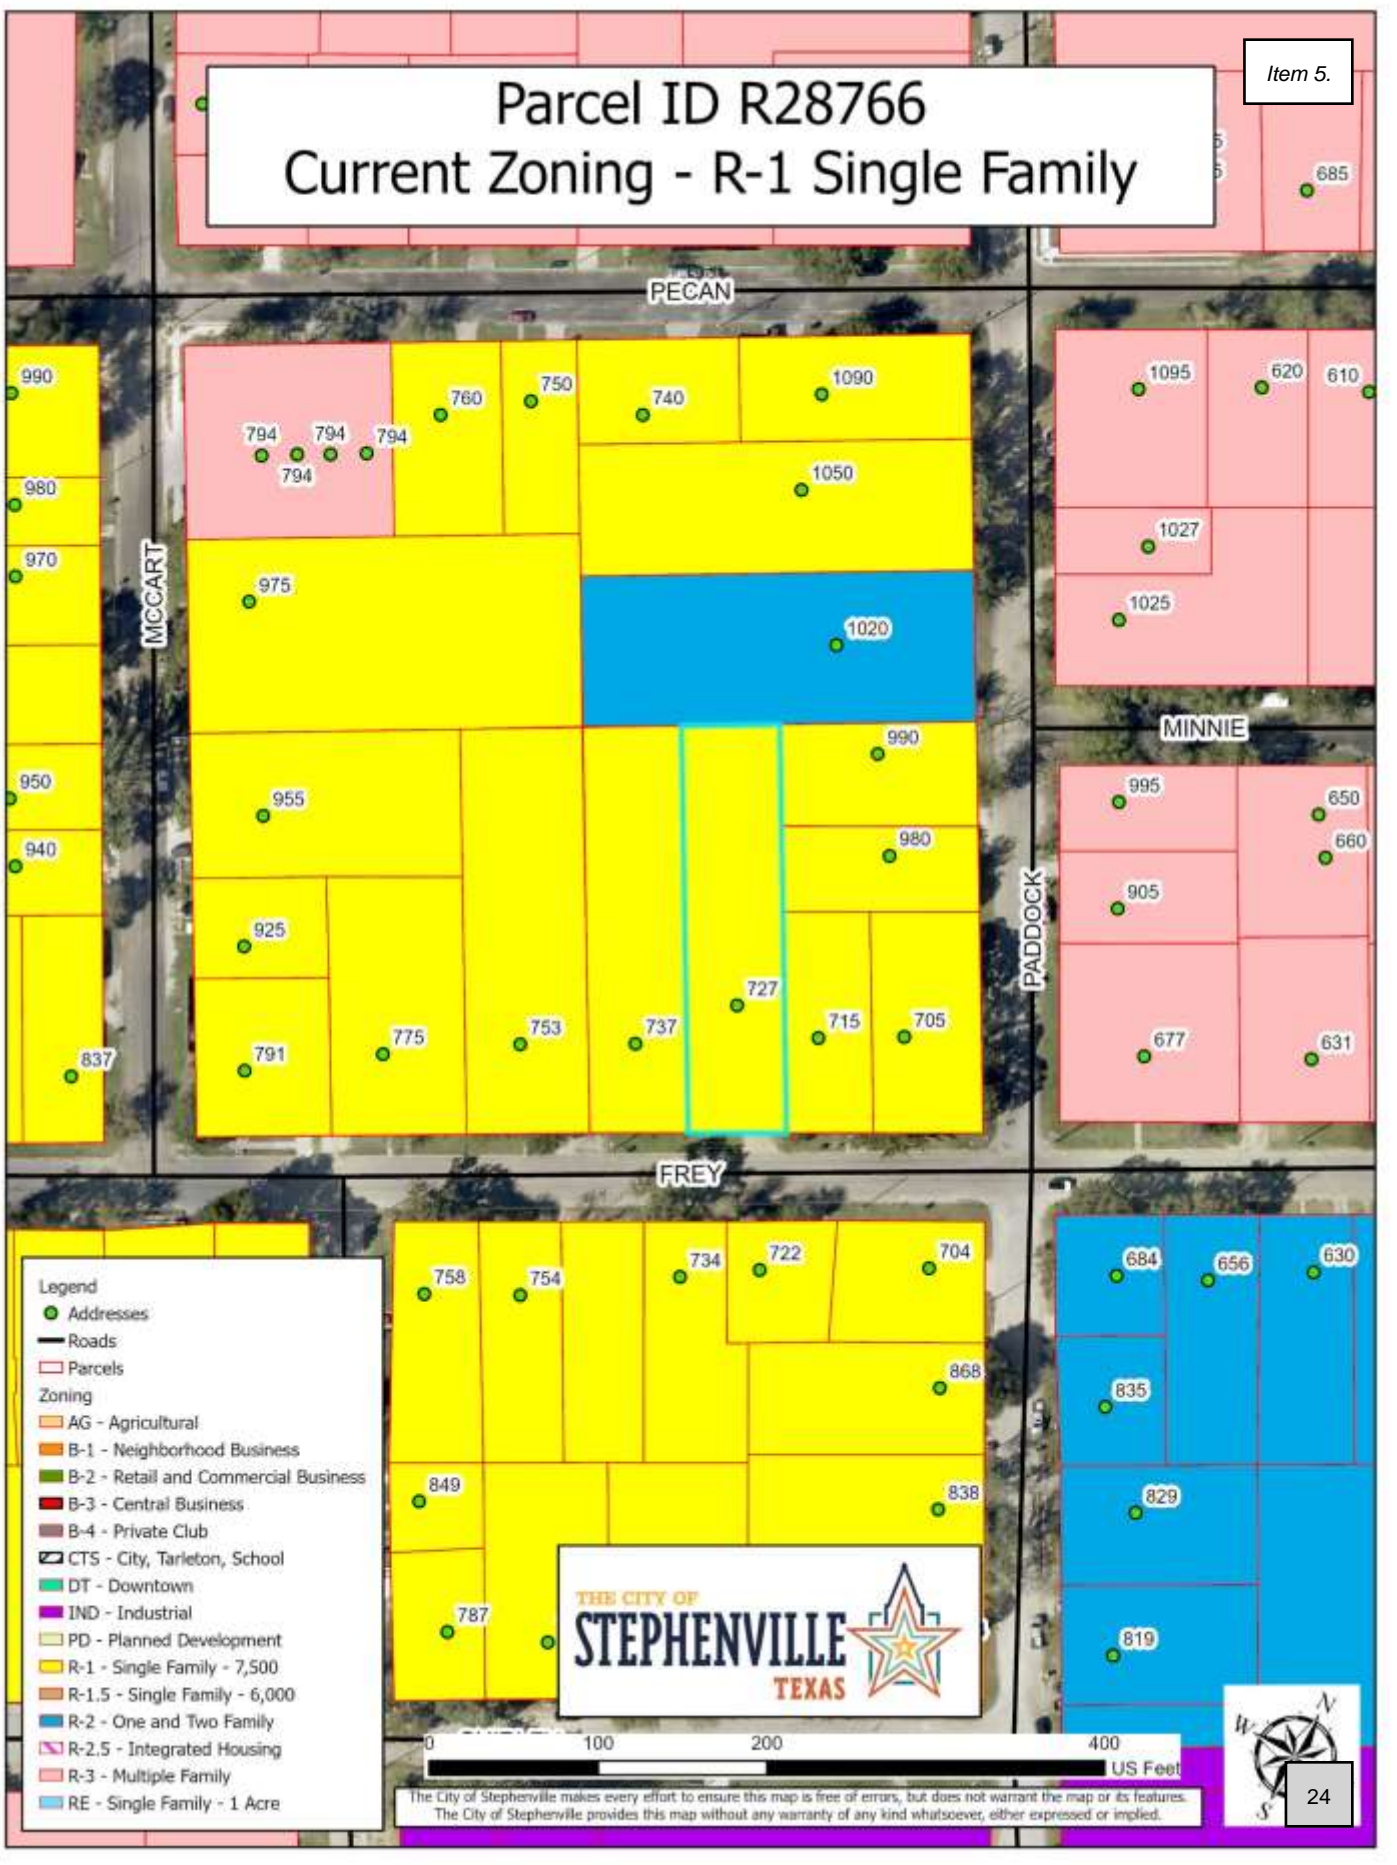 Item 5.
Parcel ID R28766
Current Zoning - R-1 Single Family
685
PECAN
990
760
750
740
1090
1095
620
610
794
794
794
794
980
1050
1027
970
MCCART
975
1020
1025
MINNIE
990
950
955
995
650
940
980
660
PADDOCK
905
925
727
837
791
775
753
737
715
705
677
631
FREY
758
754
734
722
704
684
656
630
868
835
849
838
829
787
819
Legend
Addresses
Roads
Parcels
Zoning
AG - Agricultural
B-1 - Neighborhood Business
B-2 - Retail and Commercial Business
B-3 - Central Business
B-4 - Private Club
CTS - City, Tarleton, School
DT - Downtown
IND - Industrial
PD - Planned Development
R-1 - Single Family - 7,500
R-1.5 - Single Family - 6,000
R-2 - One and Two Family
R-2.5 - Integrated Housing
R-3 - Multiple Family
RE - Single Family - 1 Acre
THE CITY OF
STEPHENVILLE
TEXAS
0 100 200 400
US Feet
The City of Stephenville makes every effort to ensure this map is free of errors, but does not warrant the map or its features.
The City of Stephenville provides this map without any warranty of any kind whatsoever, either expressed or implied.
N
W
S
24